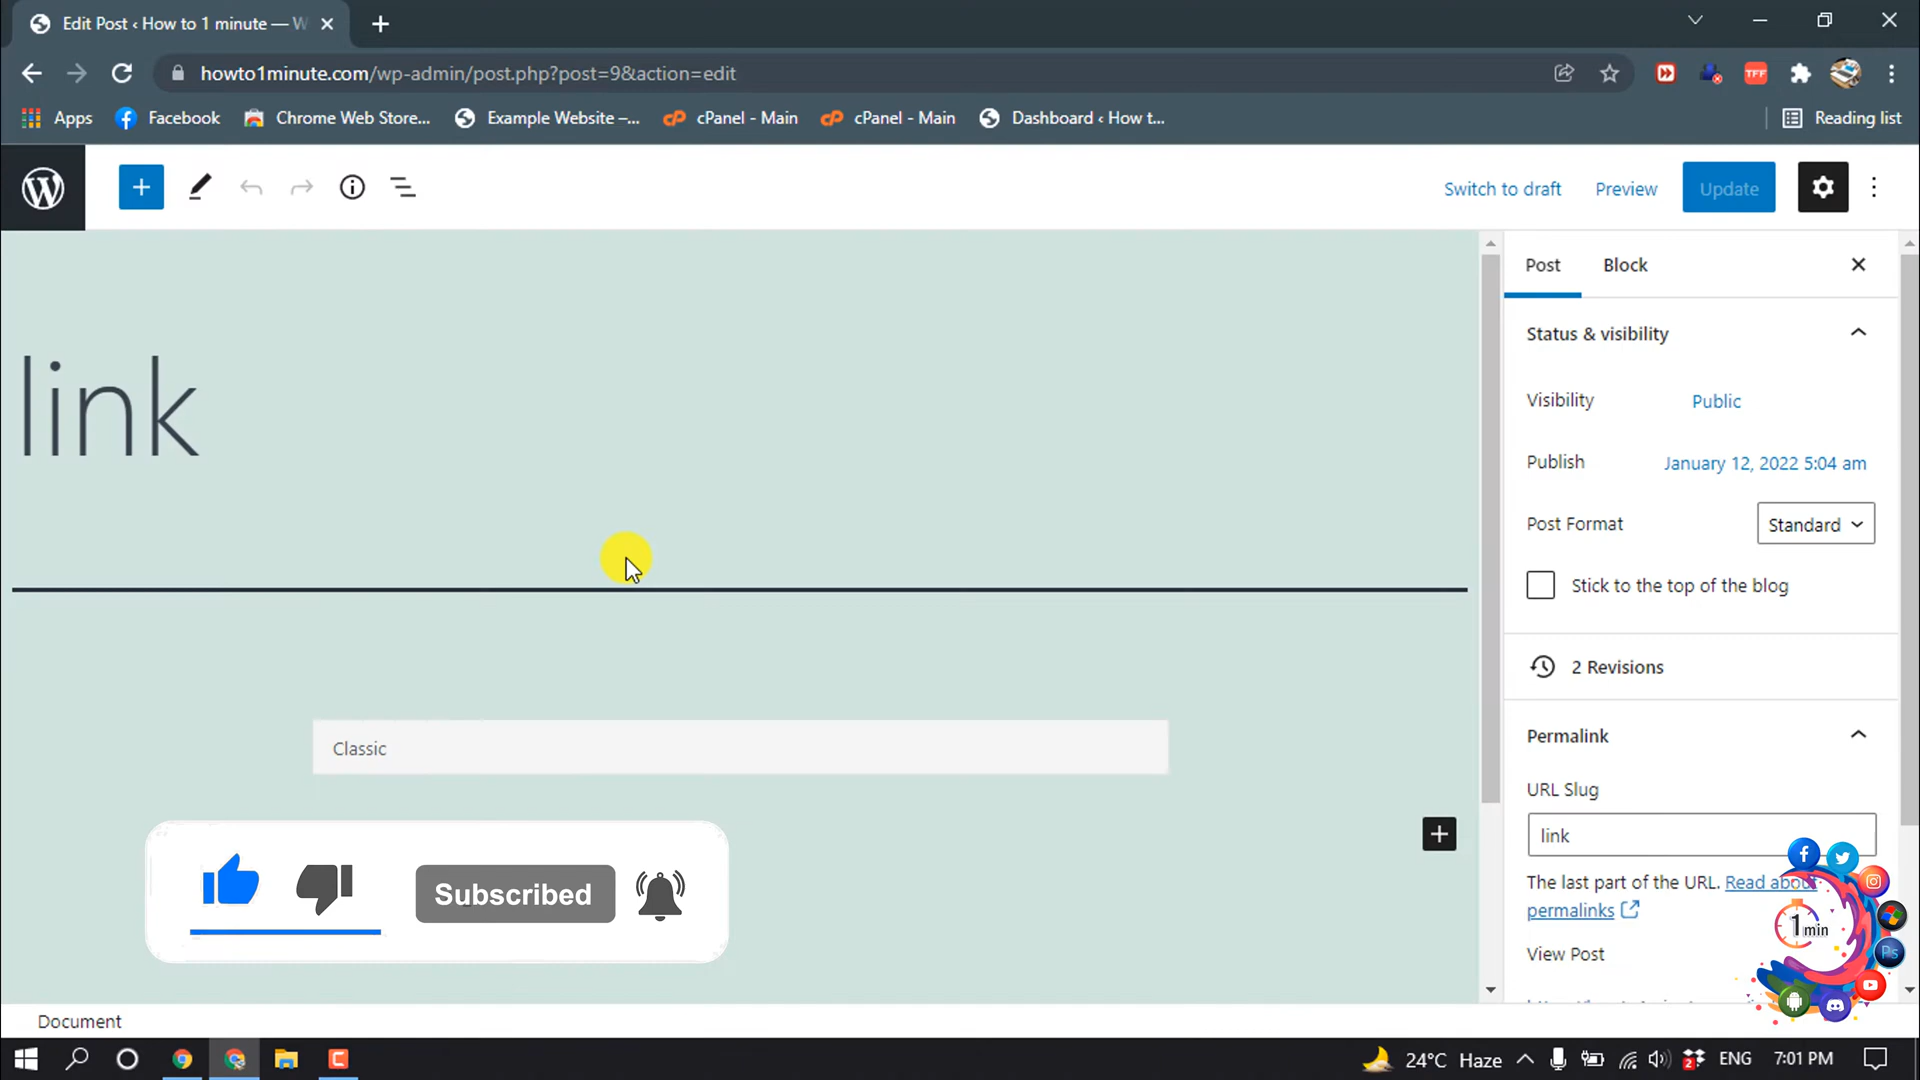 Edit Post ‹ How to 1 minute — W
howto1minute.com/wp-admin/post.php?post=9&action=edit
TFF
Apps
Facebook
Chrome Web Store...
Example Website –...
cPanel - Main
cPanel - Main
Dashboard ‹ How t...
Reading list
Switch to draft
Preview
Update
Post
Block
link
Status & visibility
Visibility
Public
Publish
January 12, 2022 5:04 am
Post Format
Standard
Stick to the top of the blog
2 Revisions
Classic
Permalink
URL Slug
link
The last part of the URL. Read about
permalinks
View Post
Subscribed
1 min
Ps
Document
24°C Haze
2
ENG
7:01 PM